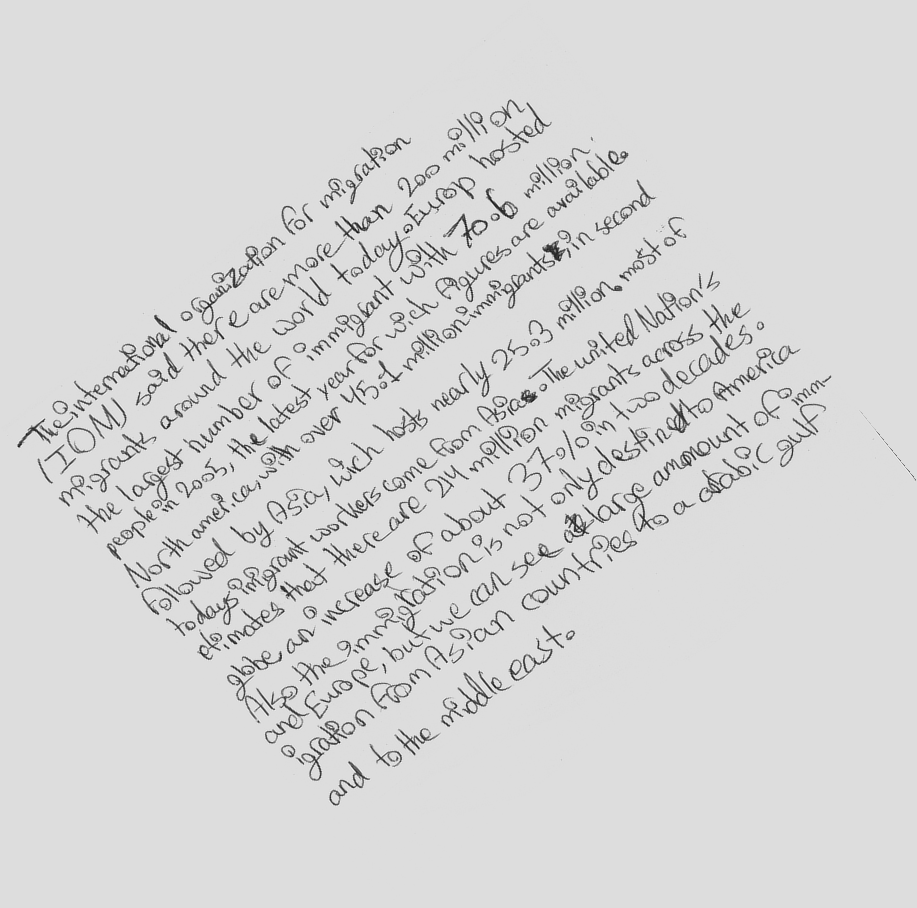 The international organization for migration
(IOM) said there are more than 200 million
migrants around the world today. Europ hosted
the largest number of immigrant with 70.6 million.
people in 2005, the latest year for wich figures are available.
North america, with over 45.1 million immigrants, in second
followed by Asia, wich hosts nearly 25.3 million. most of
todays imigrant workers come from Asia. The united Nation's
etimates that there are 214 million migrants across the
globe, an increase of about 37% in two decades.
Also the immigration is not only destined to America
and Europe, but we can see large ammount of imm-
igration from Asian countries to a arabic gulf
and to the middle east.